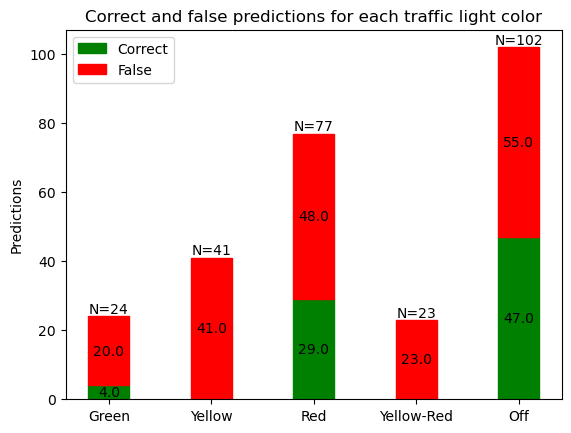 Correct and false predictions for each traffic light color
Correct
False
Predictions
100
80
60
40
20
0
N=24
20.0
4.0
N=41
41.0
N=77
48.0
29.0
N=23
23.0
N=102
55.0
47.0
Green
Yellow
Red
Yellow-Red
Off